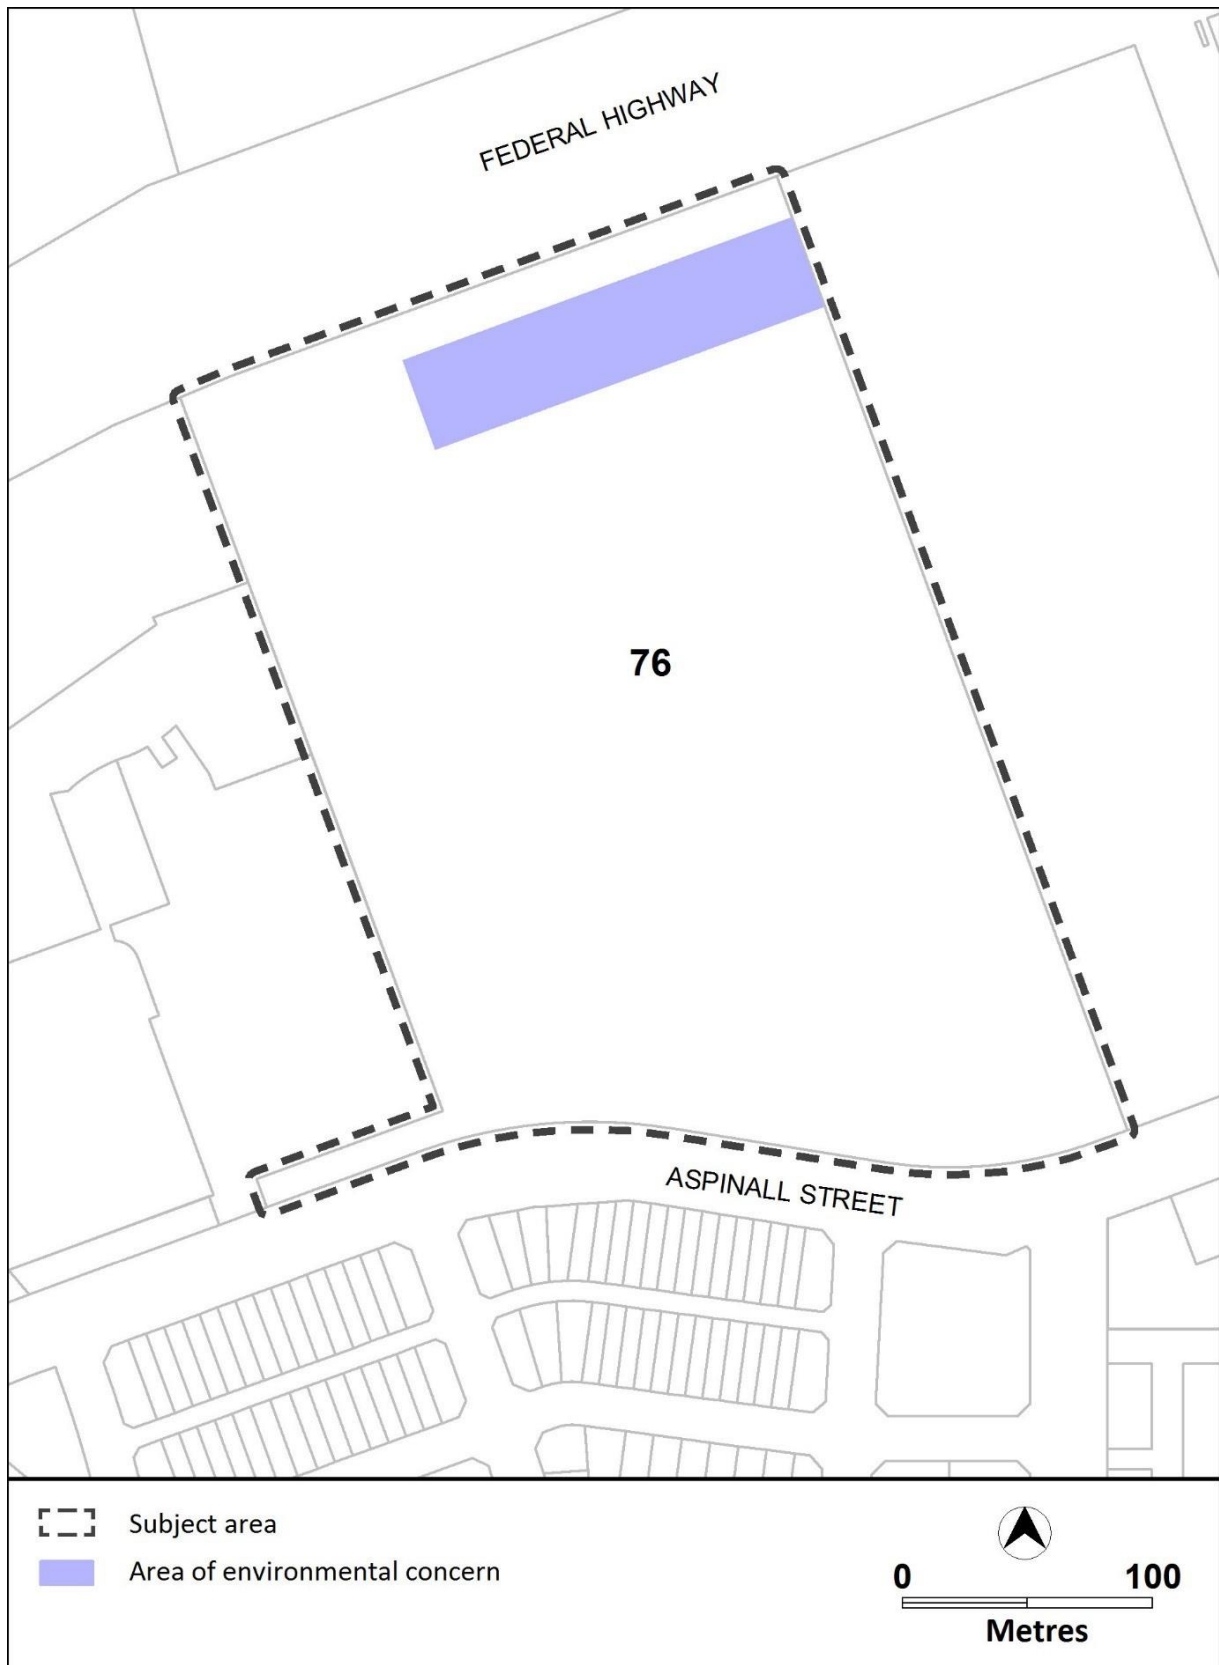 FEDERAL HIGHWAY
76
ASPINALL STREET
Subject area
Area of environmental concern
0 100
Metres